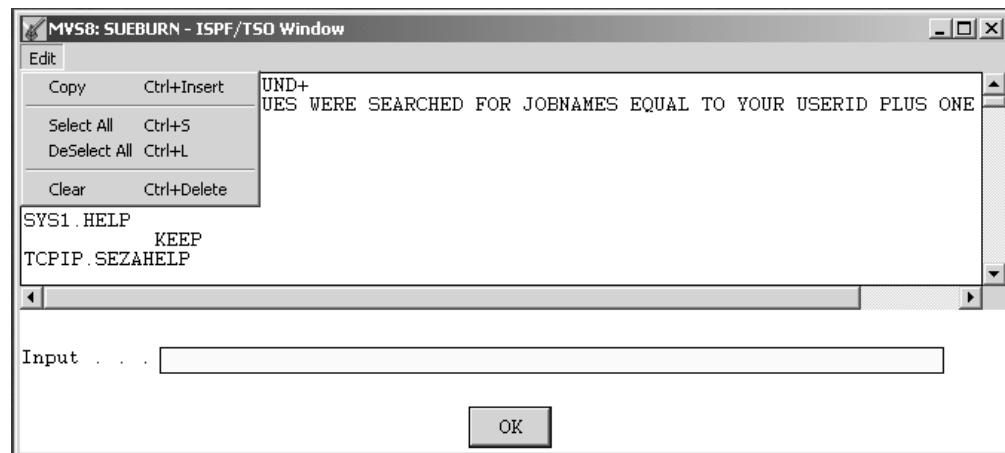 MVS8: SUEBURN - ISPF/TSO Window
Edit
Copy Ctrl+Insert
Select All Ctrl+S
DeSelect All Ctrl+L
Clear Ctrl+Delete
UND+
UES WERE SEARCHED FOR JOBNAMES EQUAL TO YOUR USERID PLUS ONE
SYS1.HELP
KEEP
TCPIP.SEZAHELP
Input . . .
OK